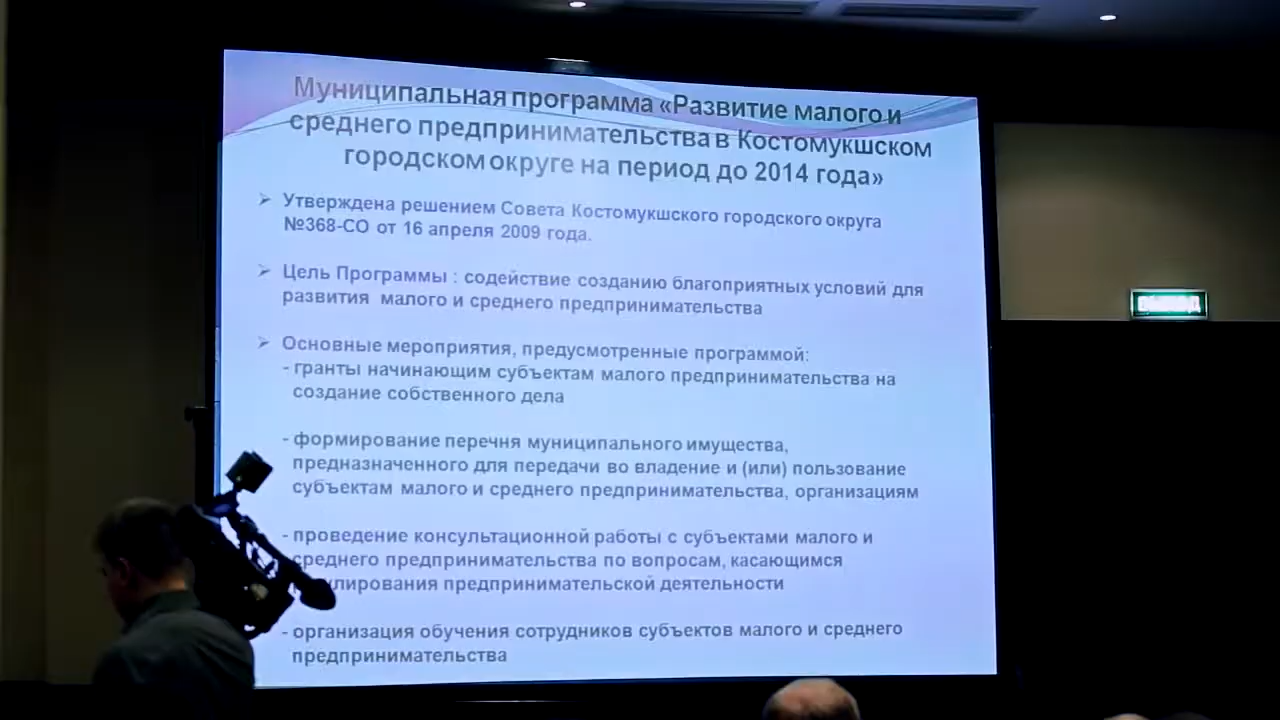 Муниципальная программа «Развитие малого и
среднего предпринимательства в Костомукшском
городском округе на период до 2014 года»
➢ Утверждена решением Совета Костомукшского городского округа
№368-СО от 16 апреля 2009 года.
➢ Цель Программы : содействие созданию благоприятных условий для
развития малого и среднего предпринимательства
➢ Основные мероприятия, предусмотренные программой:
- гранты начинающим субъектам малого предпринимательства на
создание собственного дела
- формирование перечня муниципального имущества,
предназначенного для передачи во владение и (или) пользование
субъектам малого и среднего предпринимательства, организациям
- проведение консультационной работы с субъектами малого и
среднего предпринимательства по вопросам, касающимся
предпринимательской деятельности
- организация обучения сотрудников субъектов малого и среднего
предпринимательства